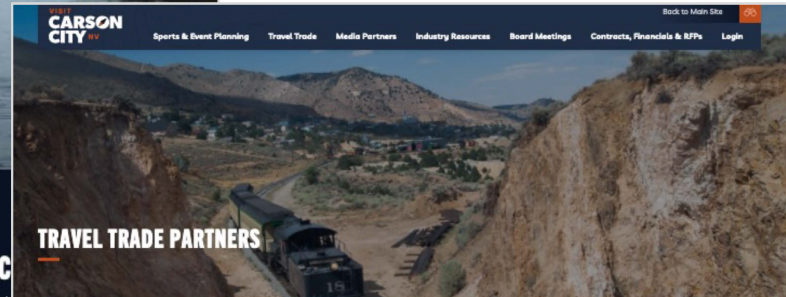 VISIT
CARSON
CITY NV
Back to Main Site
Sports & Event Planning Travel Trade Media Partners Industry Resources Board Meetings Contracts, Financials & RFPs Login
TRAVEL TRADE PARTNERS
C
18